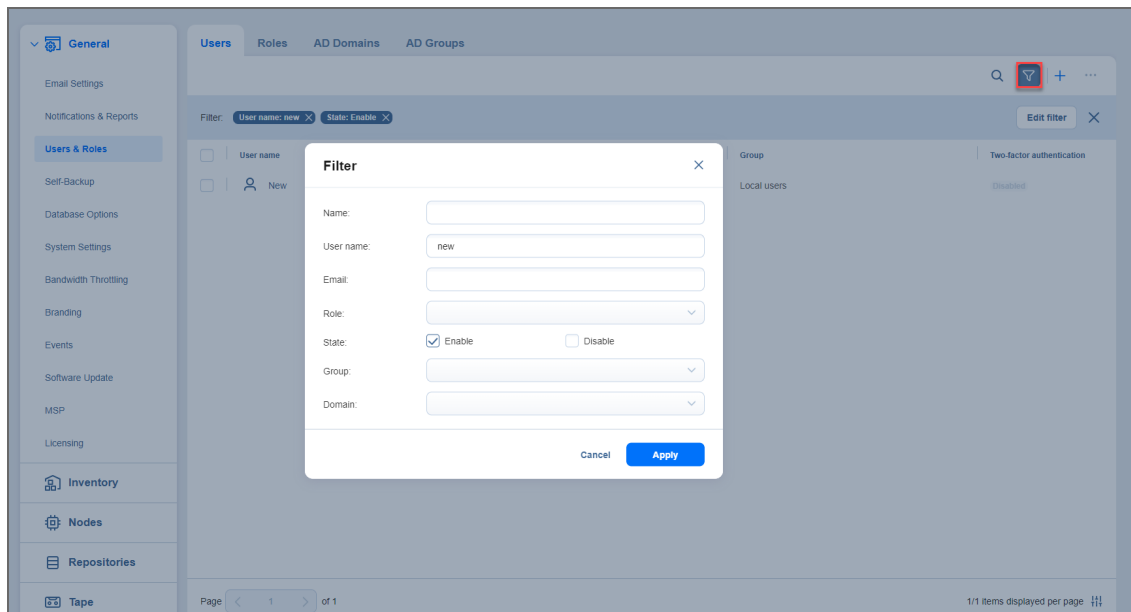 General
Email Settings
Notifications & Reports
Users & Roles
Self-Backup
Database Options
System Settings
Bandwidth Throttling
Branding
Events
Software Update
MSP
Licensing
Inventory
Nodes
Repositories
Tape
Users Roles AD Domains AD Groups
Filter: User name: new State: Enable Edit filter
User name Group Two-factor authentication
New Local users Disabled
Filter
Name:
User name: new
Email:
Role:
State: Enable Disable
Group:
Domain:
Cancel Apply
Page 1 of 1 1/1 items displayed per page